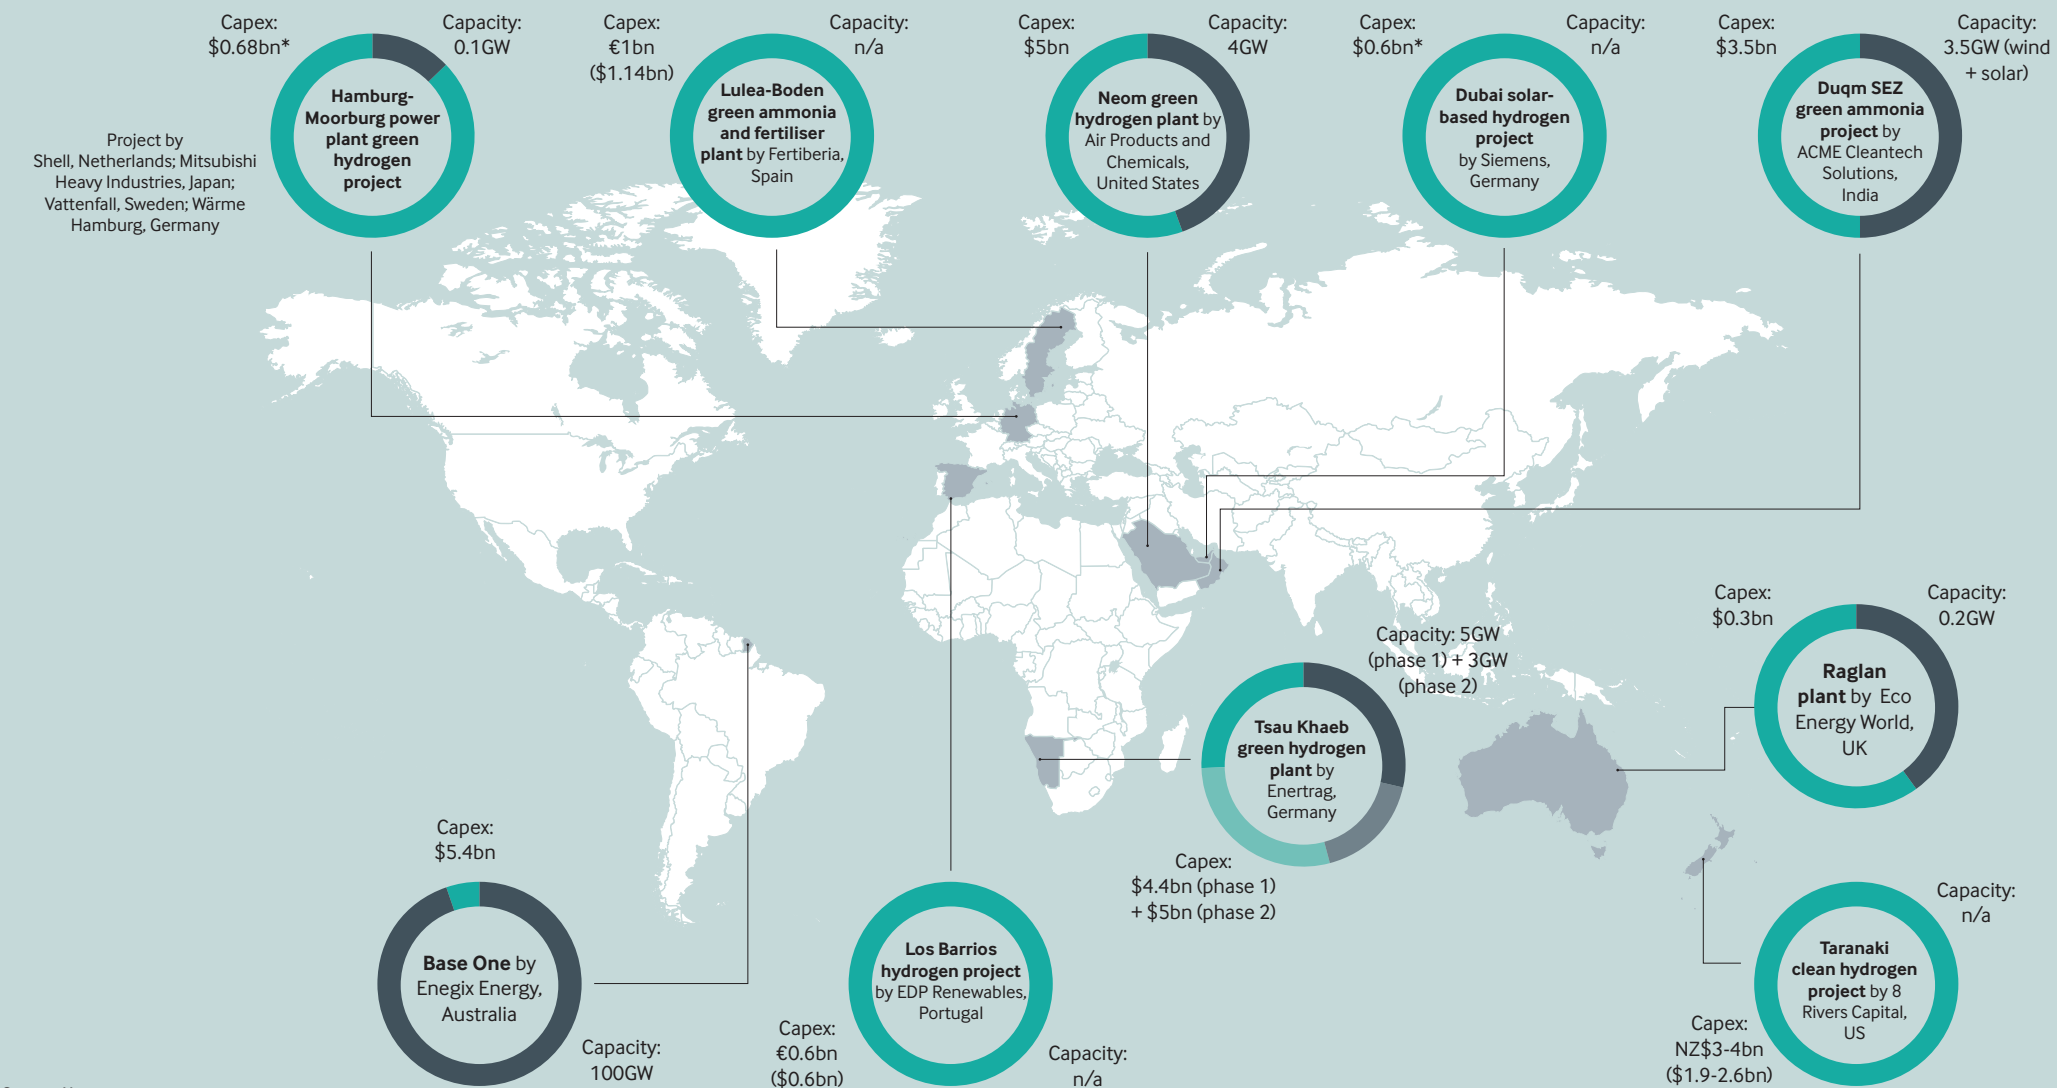 Capex:
$0.68bn*
Capacity:
0.1GW
Hamburg-
Moorburg power
plant green
hydrogen
project
Project by
Shell, Netherlands; Mitsubishi
Heavy Industries, Japan;
Vattenfall, Sweden; Wärme
Hamburg, Germany
Capex:
€1bn
($1.14bn)
Capacity:
n/a
Lulea-Boden
green ammonia
and fertiliser
plant by Fertiberia,
Spain
Capex:
$5bn
Capacity:
4GW
Neom green
hydrogen plant by
Air Products and
Chemicals,
United States
Capex:
$0.6bn*
Capacity:
n/a
Dubai solar-
based hydrogen
project
by Siemens,
Germany
Capex:
$3.5bn
Capacity:
3.5GW (wind
+ solar)
Duqm SEZ
green ammonia
project by
ACME Cleantech
Solutions,
India
Capex:
$0.3bn
Capacity:
0.2GW
Raglan
plant by Eco
Energy World,
UK
Capacity: 5GW
(phase 1) + 3GW
(phase 2)
Tsau Khaeb
green hydrogen
plant by
Enertrag,
Germany
Capex:
$4.4bn (phase 1)
+ $5bn (phase 2)
Capex:
$5.4bn
Base One by
Enegix Energy,
Australia
Capacity:
100GW
Los Barrios
hydrogen project
by EDP Renewables,
Portugal
Capex:
€0.6bn
($0.6bn)
Capacity:
n/a
Capacity:
n/a
Taranaki
clean hydrogen
project by 8
Rivers Capital,
US
Capex:
NZ$3-4bn
($1.9-2.6bn)